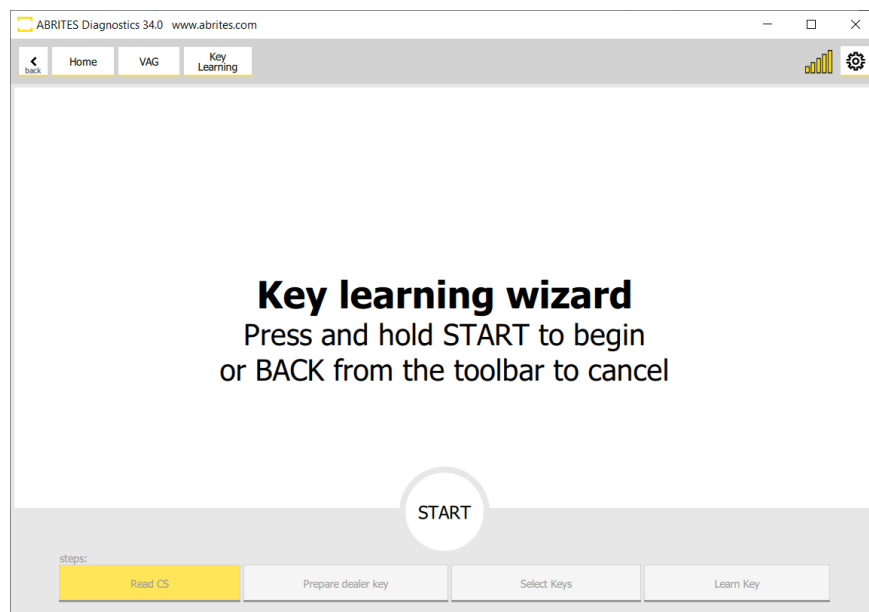 ABRITES Diagnostics 34.0 www.abrites.com
back
Home
VAG
Key
Learning
Key learning wizard
Press and hold START to begin
or BACK from the toolbar to cancel
START
steps:
Read CS
Prepare dealer key
Select Keys
Learn Key